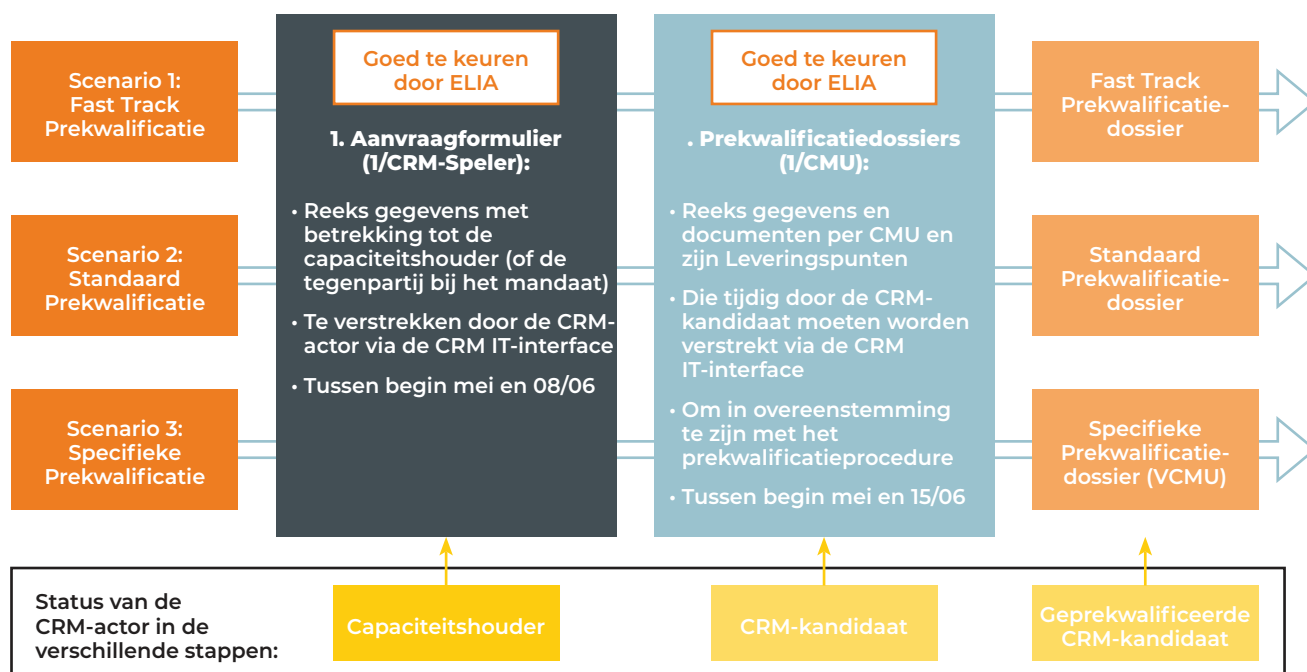 Scenario 1:
Fast Track
Prekwalificatie
Scenario 2:
Standaard
Prekwalificatie
Scenario 3:
Specifieke
Prekwalificatie
Goed te keuren
door ELIA
1. Aanvraagformulier
(1/CRM-Speler):
• Reeks gegevens met
betrekking tot de
capaciteitshouder (of de
tegenpartij bij het mandaat)
• Te verstrekken door de CRM-
actor via de CRM IT-interface
• Tussen begin mei en 08/06
Goed te keuren
door ELIA
. Prekwalificatiedossiers
(1/CMU):
• Reeks gegevens en
documenten per CMU en
zijn Leveringspunten
• Die tijdig door de CRM-
kandidaat moeten worden
verstrekt via de CRM
IT-interface
• Om in overeenstemming
te zijn met het
prekwalificatieprocedure
• Tussen begin mei en 15/06
Fast Track
Prekwalificatie-
dossier
Standaard
Prekwalificatie-
dossier
Specifieke
Prekwalificatie-
dossier (VCMU)
Status van de
CRM-actor in de
verschillende stappen:
Capaciteitshouder
CRM-kandidaat
Geprekwalificeerde
CRM-kandidaat